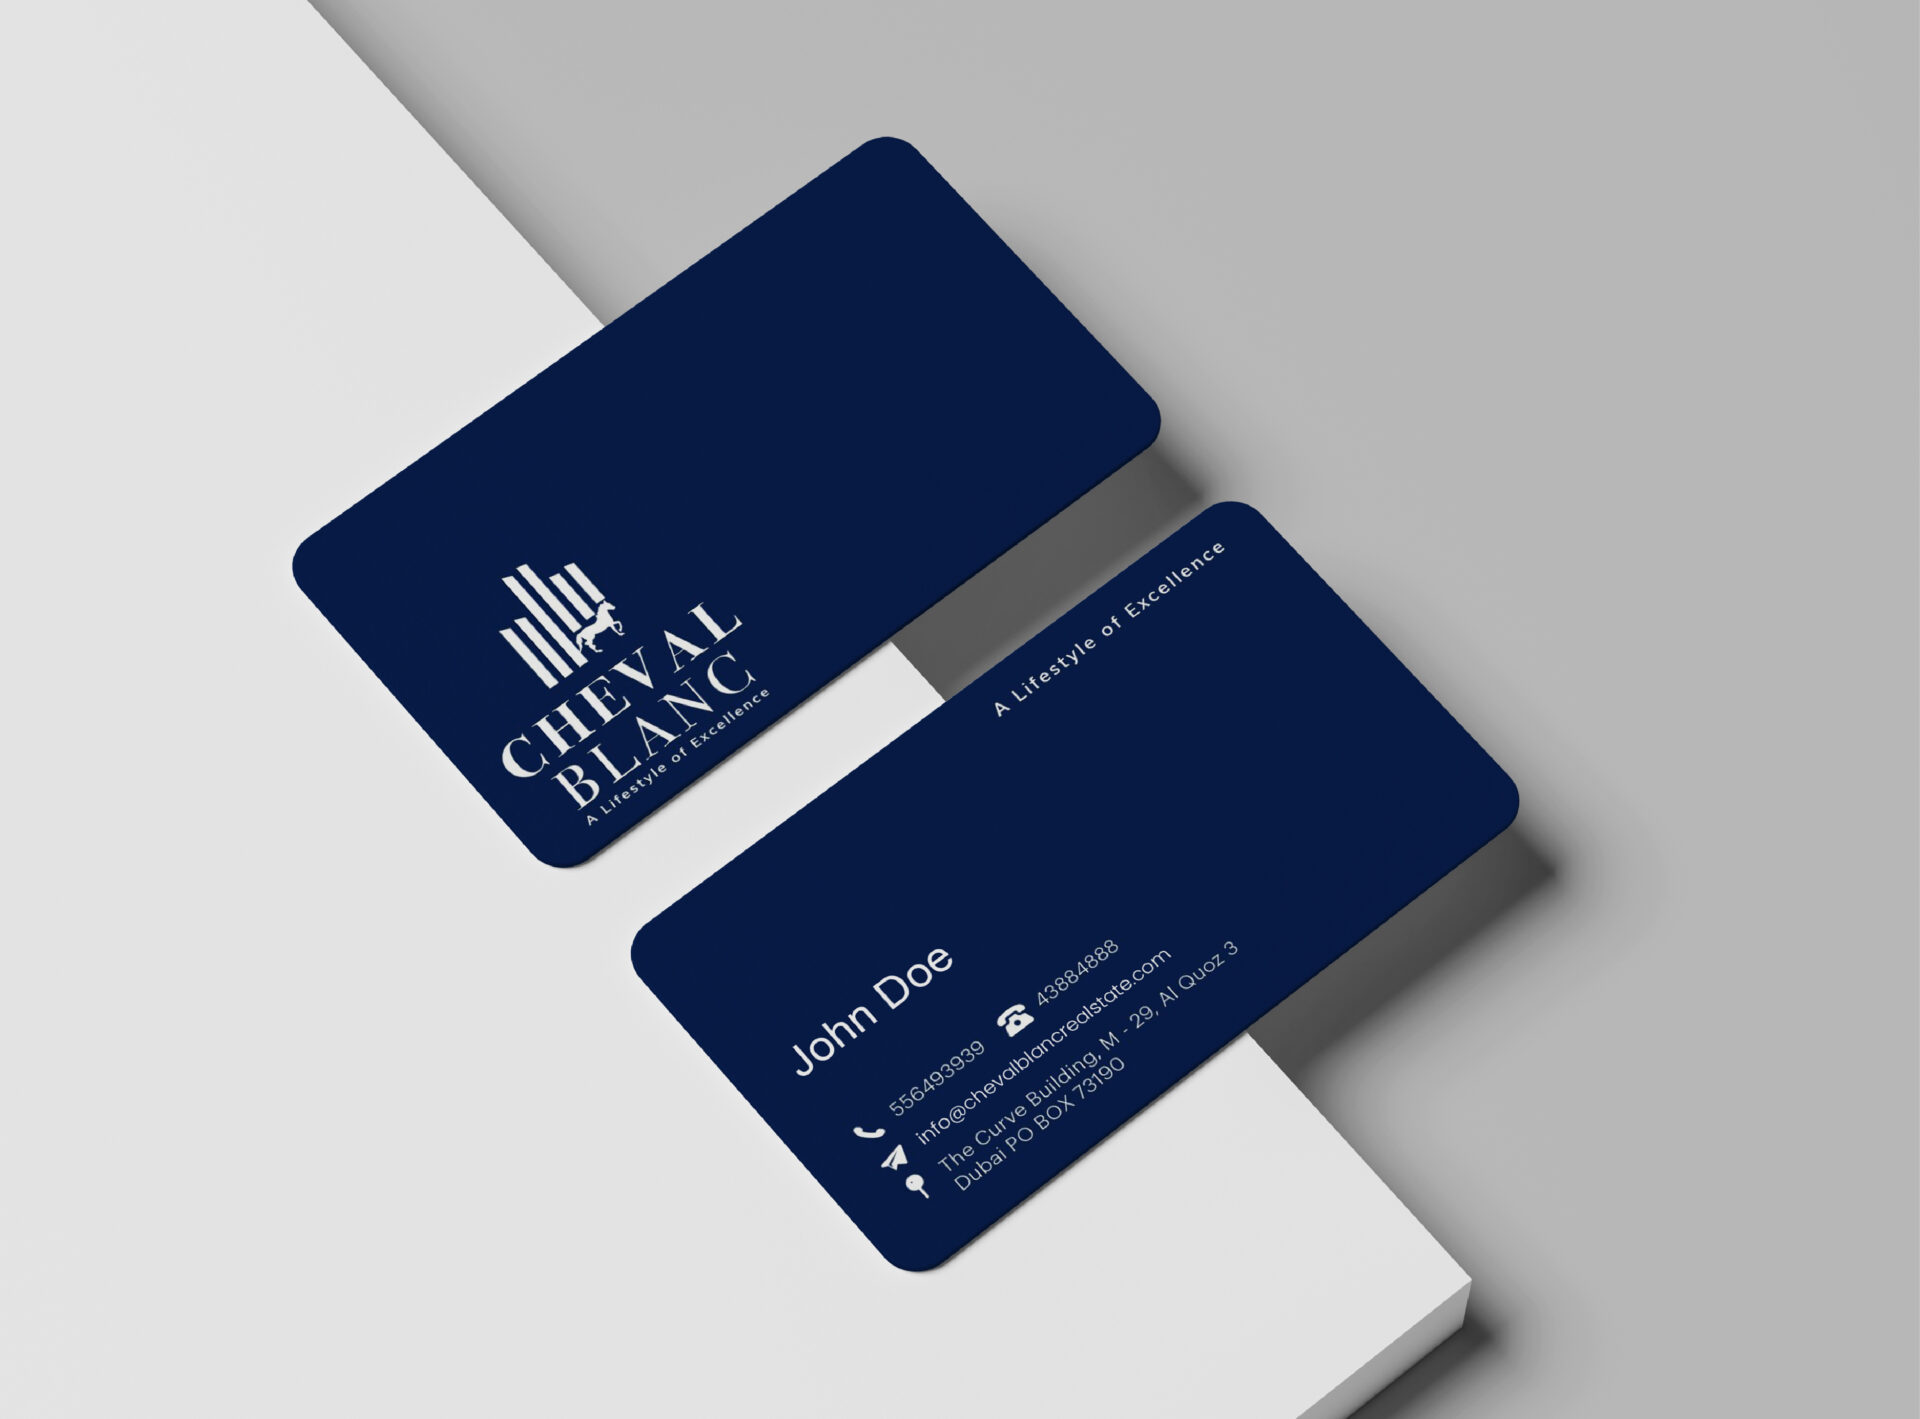 CHEVAL
BLANC
A Lifestyle of Excellence
A Lifestyle of Excellence
John Doe
556493939 43884888
info@chevalblancrealstate.com
The Curve Building, M - 29, Al Quoz 3
Dubai PO BOX 73190